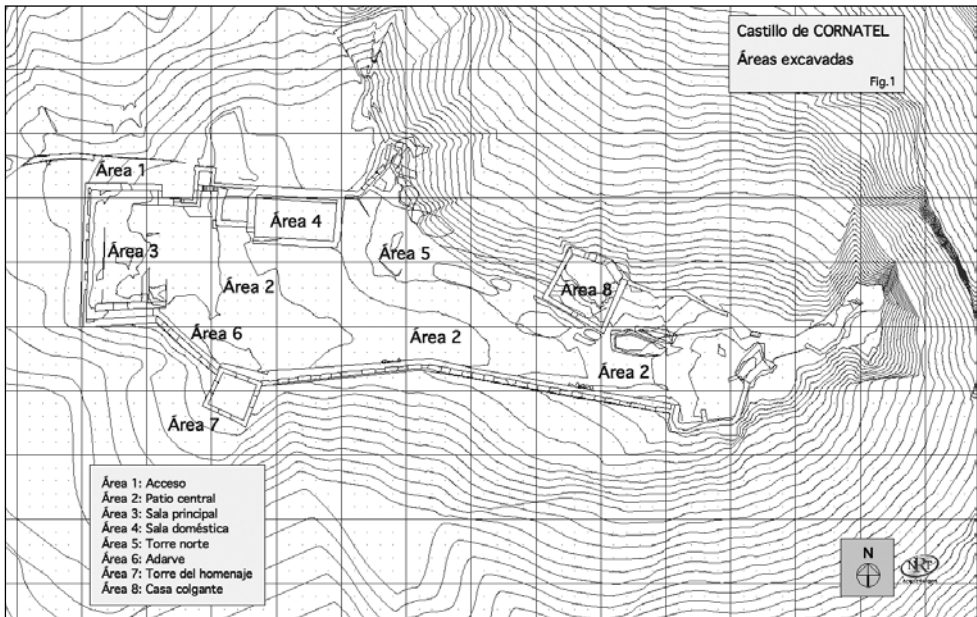 Castillo de CORNATEL
Áreas excavadas
Fig.1
Área 1
Área 4
Área 3
Área 5
Área 2
Área 8
Área 6
Área 2
Área 2
Área 7
Área 1: Acceso
Área 2: Patio central
Área 3: Sala principal
Área 4: Sala doméstica
Área 5: Torre norte
Área 6: Adarve
Área 7: Torre del homenaje
Área 8: Casa colgante
N